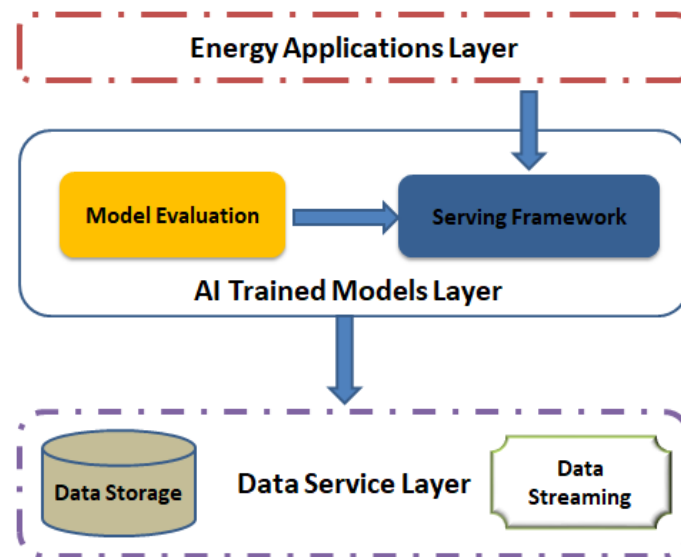 Energy Applications Layer
Model Evaluation
Serving Framework
AI Trained Models Layer
Data Storage
Data Service Layer
Data
Streaming